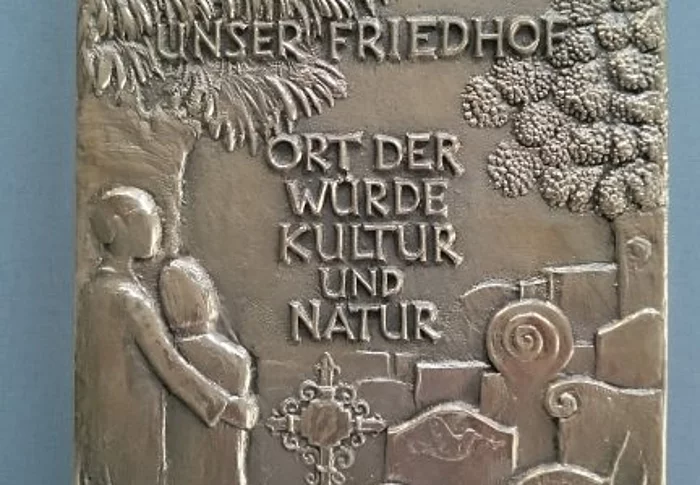 UNSER FRIEDHOF
ORT DER
WÜRDE
KULTUR
UND
NATUR